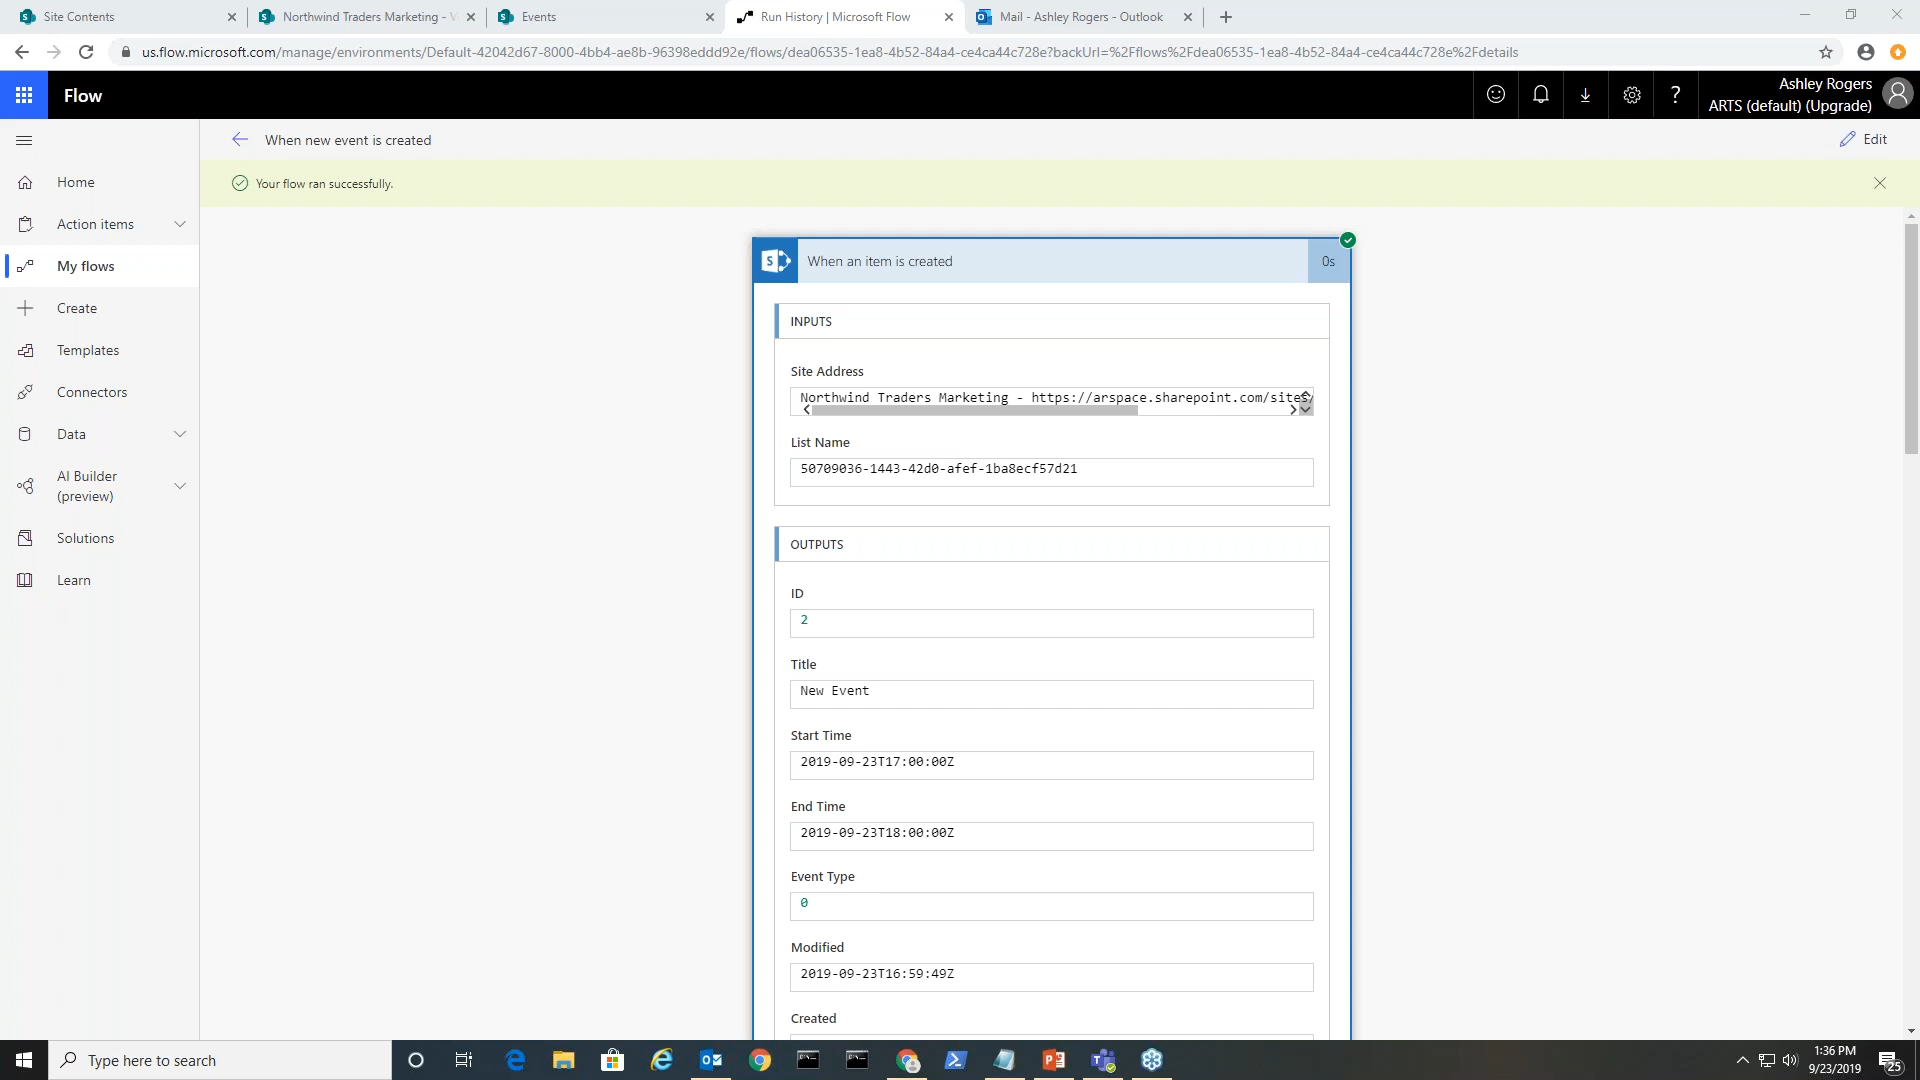 Site Contents
Northwind Traders Marketing - V
Events
Run History | Microsoft Flow
Mail - Ashley Rogers - Outlook
us.flow.microsoft.com/manage/environments/Default-42042d67-8000-4bb4-ae8b-96398eddd92e/flows/dea06535-1ea8-4b52-84a4-ce4ca44c728e?backUrl=%2Fflows%2Fdea06535-1ea8-4b52-84a4-ce4ca44c728e%2Fdetails
Flow
Ashley Rogers
ARTS (default) (Upgrade)
When new event is created
Edit
Your flow ran successfully.
Home
Action items
My flows
Create
Templates
Connectors
Data
AI Builder
(preview)
Solutions
Learn
When an item is created
0s
INPUTS
Site Address
Northwind Traders Marketing - https://arspace.sharepoint.com/sites/
List Name
50709036-1443-42d0-afef-1ba8ecf57d21
OUTPUTS
ID
2
Title
New Event
Start Time
2019-09-23T17:00:00Z
End Time
2019-09-23T18:00:00Z
Event Type
0
Modified
2019-09-23T16:59:49Z
Created
Type here to search
1:36 PM
9/23/2019
25